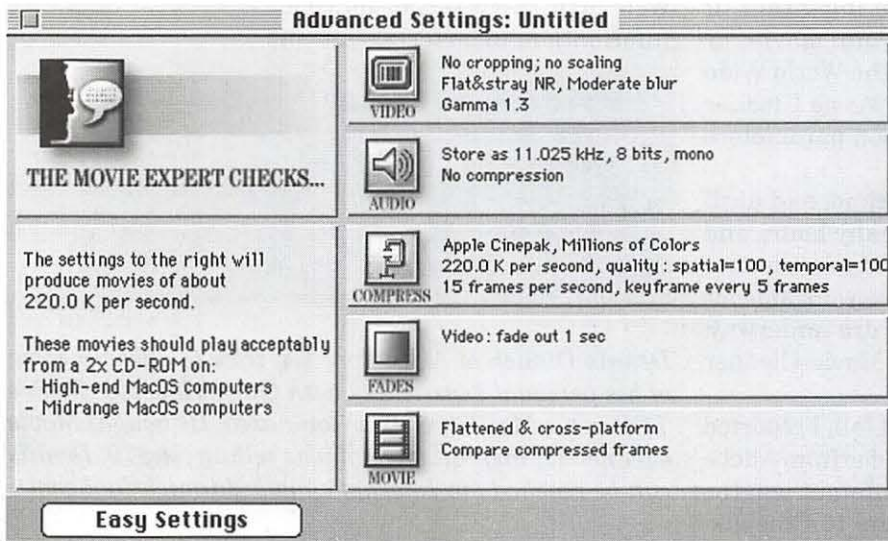 Advanced Settings: Untitled
THE MOVIE EXPERT CHECKS...
The settings to the right will
produce movies of about
220.0 K per second.
These movies should play acceptably
from a 2x CD-ROM on:
- High-end MacOS computers
- Midrange MacOS computers
VIDEO
No cropping; no scaling
Flat&stray NR, Moderate blur
Gamma 1.3
AUDIO
Store as 11.025 kHz, 8 bits, mono
No compression
COMPRESS
Apple Cinepak, Millions of Colors
220.0 K per second, quality: spatial=100, temporal=100
15 frames per second, keyframe every 5 frames
FADES
Video: fade out 1 sec
MOVIE
Flattened & cross-platform
Compare compressed frames
Easy Settings